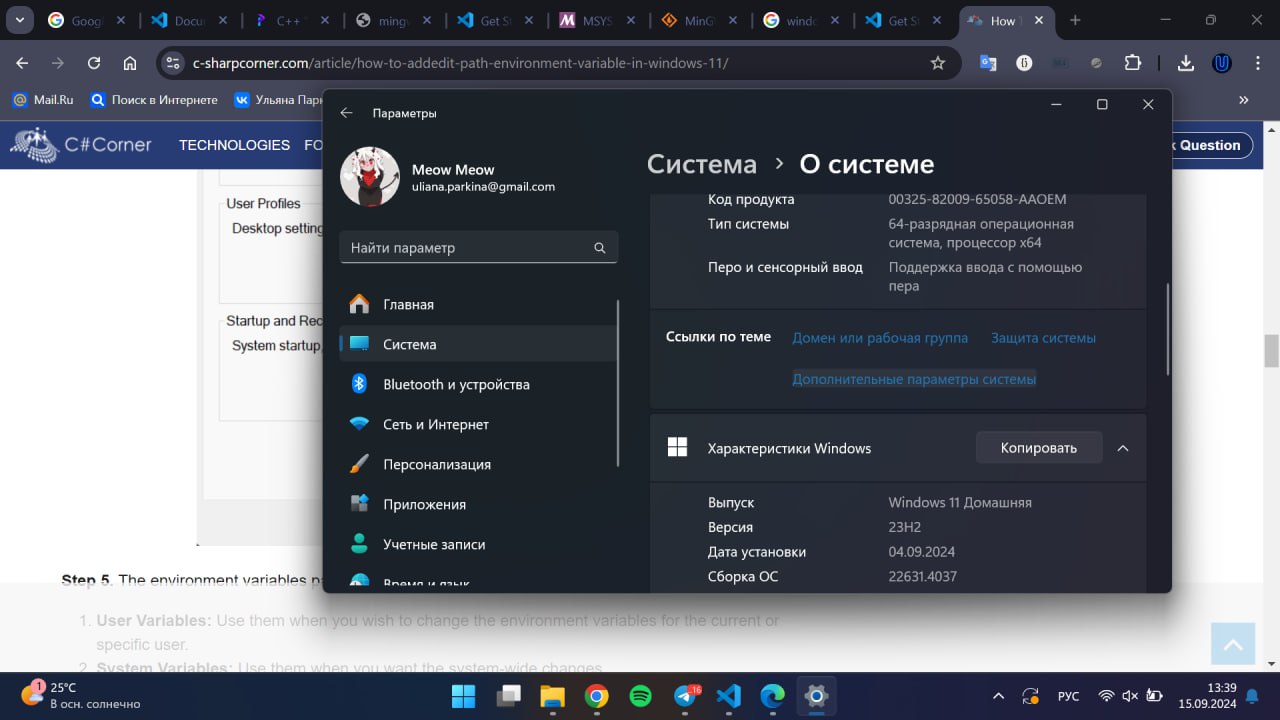 Googl
Docu
C++
mingw
Get St
MSYS
MinG
windo
Get St
How T
c-sharpcorner.com/article/how-to-addedit-path-environment-variable-in-windows-11/
Mail.Ru
Поиск в Интернете
Ульяна Парк
C#Corner
TECHNOLOGIES
FO
k Question
User Profiles
Desktop setting
Startup and Rec
System startup,
Step 5. The environment variables pa
1. User Variables: Use them when you wish to change the environment variables for the current or
specific user.
2. System Variables: Use them when you want the system-wide changes
Параметры
Meow Meow
uliana.parkina@gmail.com
Найти параметр
Главная
Система
Bluetooth и устройства
Сеть и Интернет
Персонализация
Приложения
Учетные записи
Время и язык
Система > О системе
Код продукта 00325-82009-65058-AAOEM
Тип системы 64-разрядная операционная
система, процессор x64
Перо и сенсорный ввод Поддержка ввода с помощью
пера
Ссылки по теме Домен или рабочая группа Защита системы
Дополнительные параметры системы
Характеристики Windows Копировать
Выпуск Windows 11 Домашняя
Версия 23H2
Дата установки 04.09.2024
Сборка ОС 22631.4037
1
25°C
В осн. солнечно
16
РУС
13:39
15.09.2024